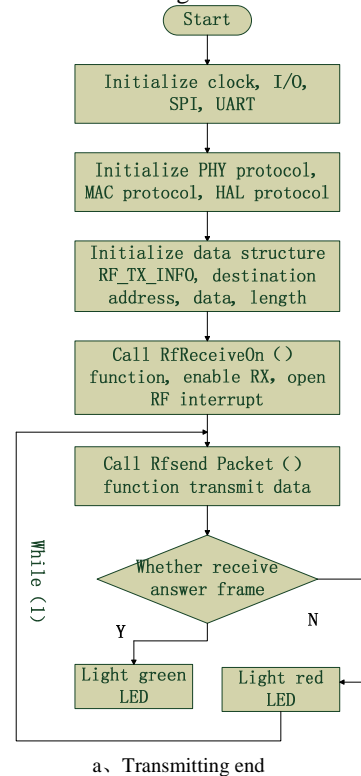 Start
Initialize clock, I/O,
SPI, UART
Initialize PHY protocol,
MAC protocol, HAL protocol
Initialize data structure
RF_TX_INFO, destination
address, data, length
Call RfReceiveOn ()
function, enable RX, open
RF interrupt
Call Rfsend Packet ()
function transmit data
While (1)
Whether receive
answer frame
Y
N
Light green
LED
Light red
LED
a、Transmitting end